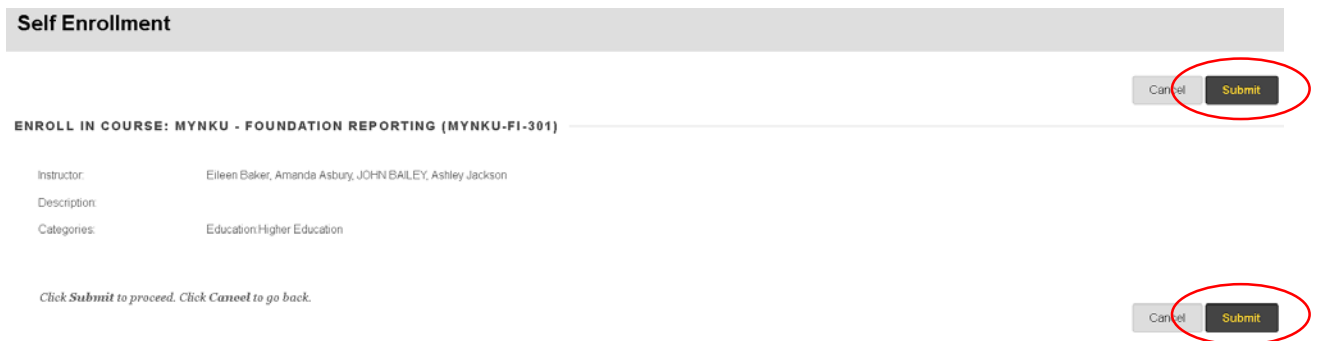 Self Enrollment
Cancel Submit
ENROLL IN COURSE: MYNKU - FOUNDATION REPORTING (MYNKU-FI-301)
Instructor: Eileen Baker, Amanda Asbury, JOHN BAILEY, Ashley Jackson
Description:
Categories: Education:Higher Education
Click Submit to proceed. Click Cancel to go back.
Cancel Submit